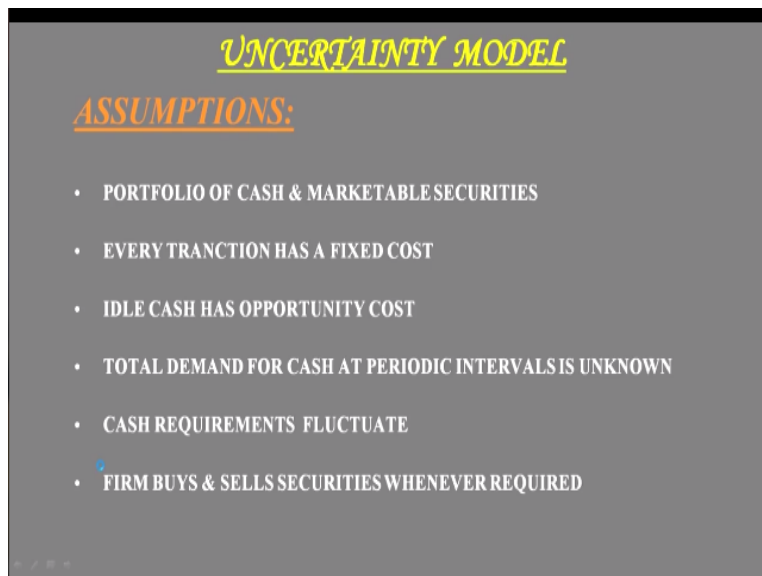 UNCERTAINTY MODEL
ASSUMPTIONS:
• PORTFOLIO OF CASH & MARKETABLE SECURITIES
• EVERY TRANCTION HAS A FIXED COST
• IDLE CASH HAS OPPORTUNITY COST
• TOTAL DEMAND FOR CASH AT PERIODIC INTERVALS IS UNKNOWN
• CASH REQUIREMENTS FLUCTUATE
• FIRM BUYS & SELLS SECURITIES WHENEVER REQUIRED